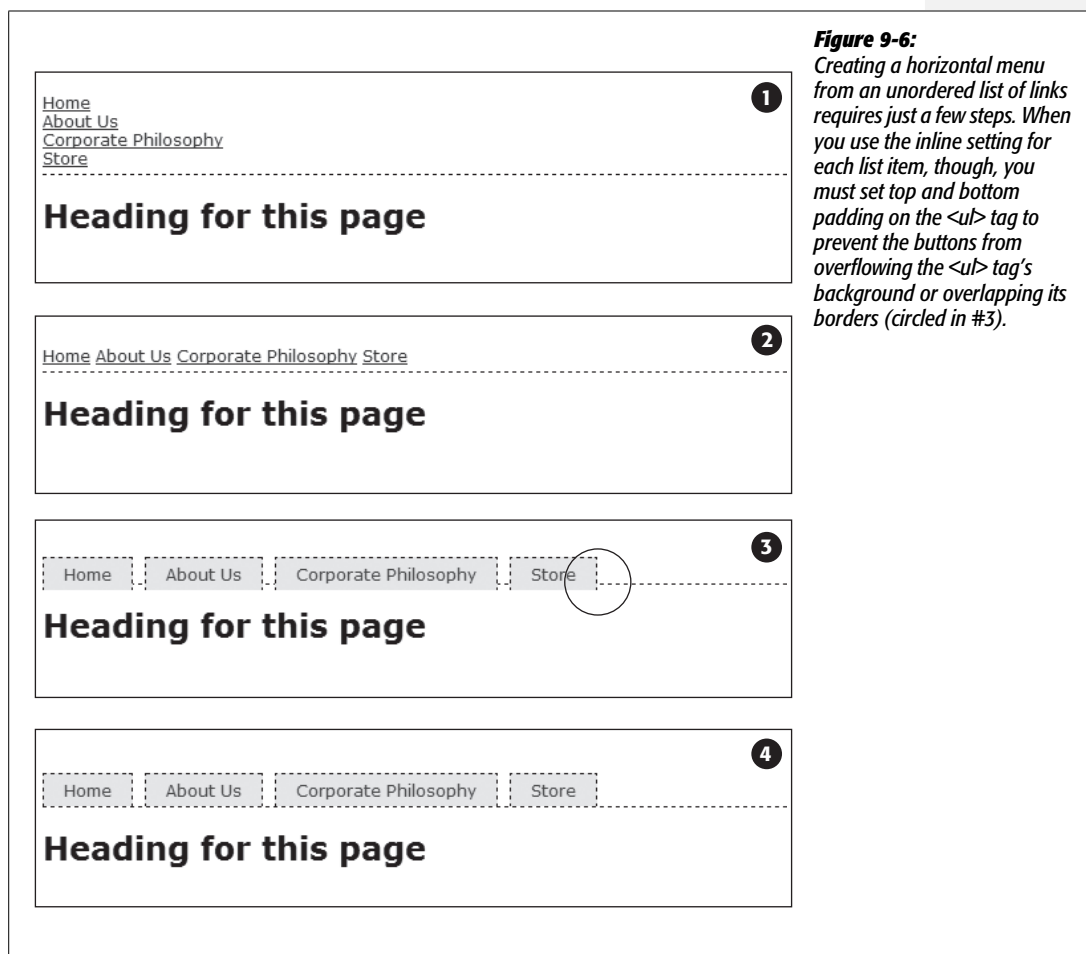 Figure 9-6:
Creating a horizontal menu
from an unordered list of links
requires just a few steps. When
you use the inline setting for
each list item, though, you
must set top and bottom
padding on the <ul> tag to
prevent the buttons from
overflowing the <ul> tag's
background or overlapping its
borders (circled in #3).
1
Home
About Us
Corporate Philosophy
Store
Heading for this page
2
Home About Us Corporate Philosophy Store
Heading for this page
3
Home About Us Corporate Philosophy Store
Heading for this page
4
Home About Us Corporate Philosophy Store
Heading for this page